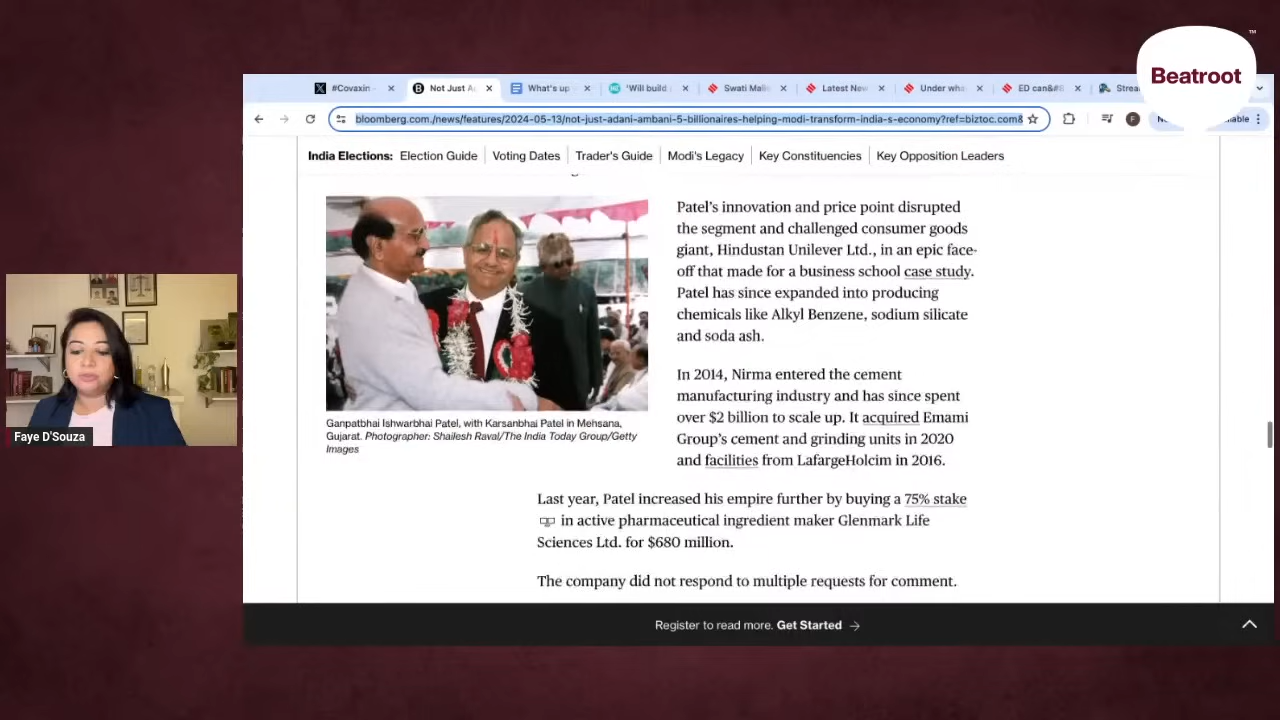 Beatroot
TM
#Covaxin
Not Just A
What's up
'Will build
Swati Mali
Latest New
Under wha
ED can&#8
Strea
bloomberg.com./news/features/2024-05-13/not-just-adani-ambani-5-billionaires-helping-modi-transform-india-s-economy?ref=biztoc.com&
F
India Elections: Election Guide Voting Dates Trader's Guide Modi's Legacy Key Constituencies Key Opposition Leaders
Patel's innovation and price point disrupted
the segment and challenged consumer goods
giant, Hindustan Unilever Ltd., in an epic face-
off that made for a business school case study.
Patel has since expanded into producing
chemicals like Alkyl Benzene, sodium silicate
and soda ash.
In 2014, Nirma entered the cement
manufacturing industry and has since spent
over $2 billion to scale up. It acquired Emami
Group's cement and grinding units in 2020
and facilities from LafargeHolcim in 2016.
Ganpatbhai Ishwarbhai Patel, with Karsanbhai Patel in Mehsana,
Gujarat. Photographer: Shailesh Raval/The India Today Group/Getty
Images
Last year, Patel increased his empire further by buying a 75% stake
in active pharmaceutical ingredient maker Glenmark Life
Sciences Ltd. for $680 million.
The company did not respond to multiple requests for comment.
Register to read more. Get Started
Faye D'Souza